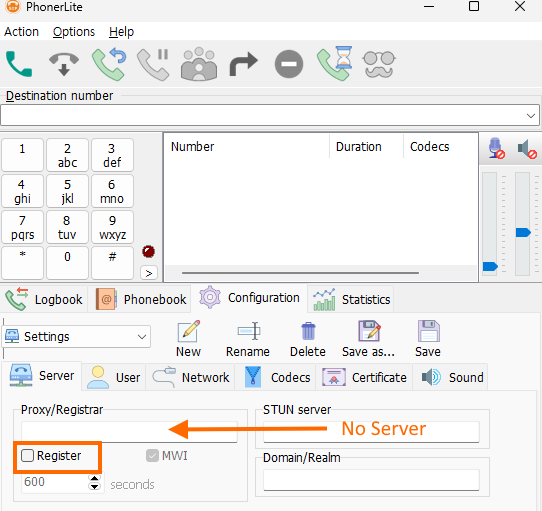 PhonerLite
Action Options Help
Destination number
1 2 abc 3 def
4 ghi 5 jkl 6 mno
7 pqrs 8 tuv 9 wxyz
* 0 #
>
Number Duration Codecs
Logbook Phonebook Configuration Statistics
Settings New Rename Delete Save as... Save
Server User Network Codecs Certificate Sound
Proxy/Registrar STUN server
No Server
Register MWI Domain/Realm
600 seconds